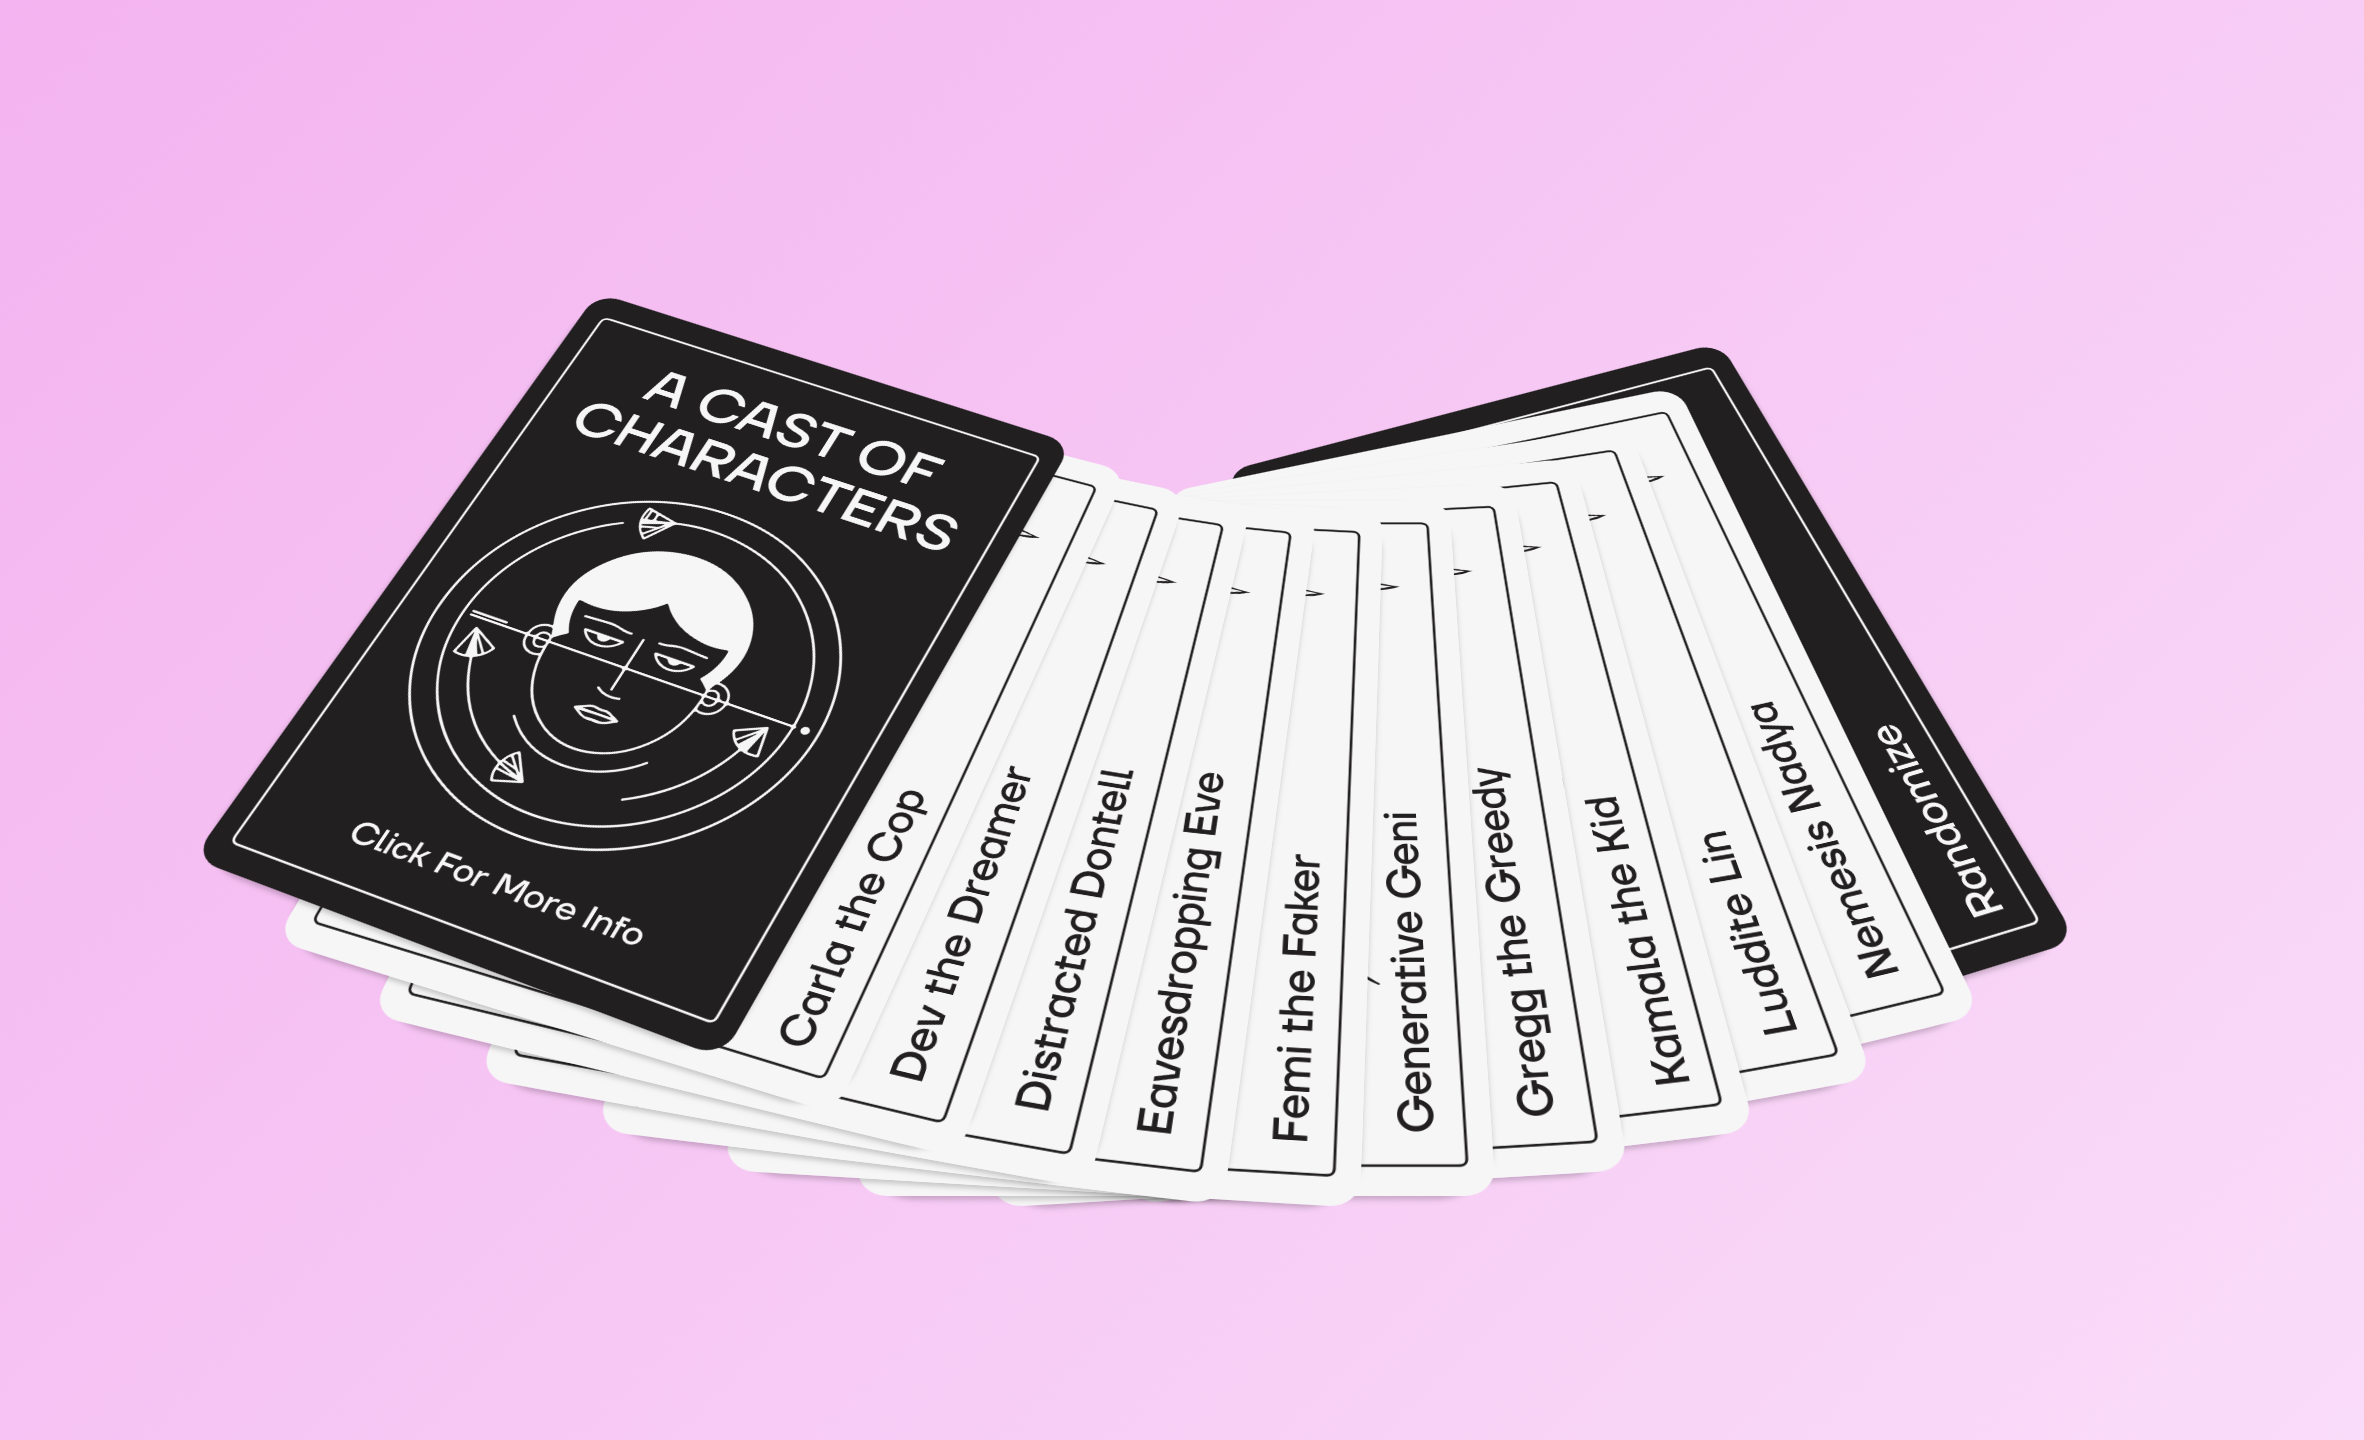 A CAST OF
CHARACTERS
Click For More Info
Carla the Cop
Dev the Dreamer
Distracted Dontell
Eavesdropping Eve
Femi the Faker
Generative Geni
Gregg the Greedy
Kamala the Kid
Luddite Lin
Nemesis Nadya
Randomize